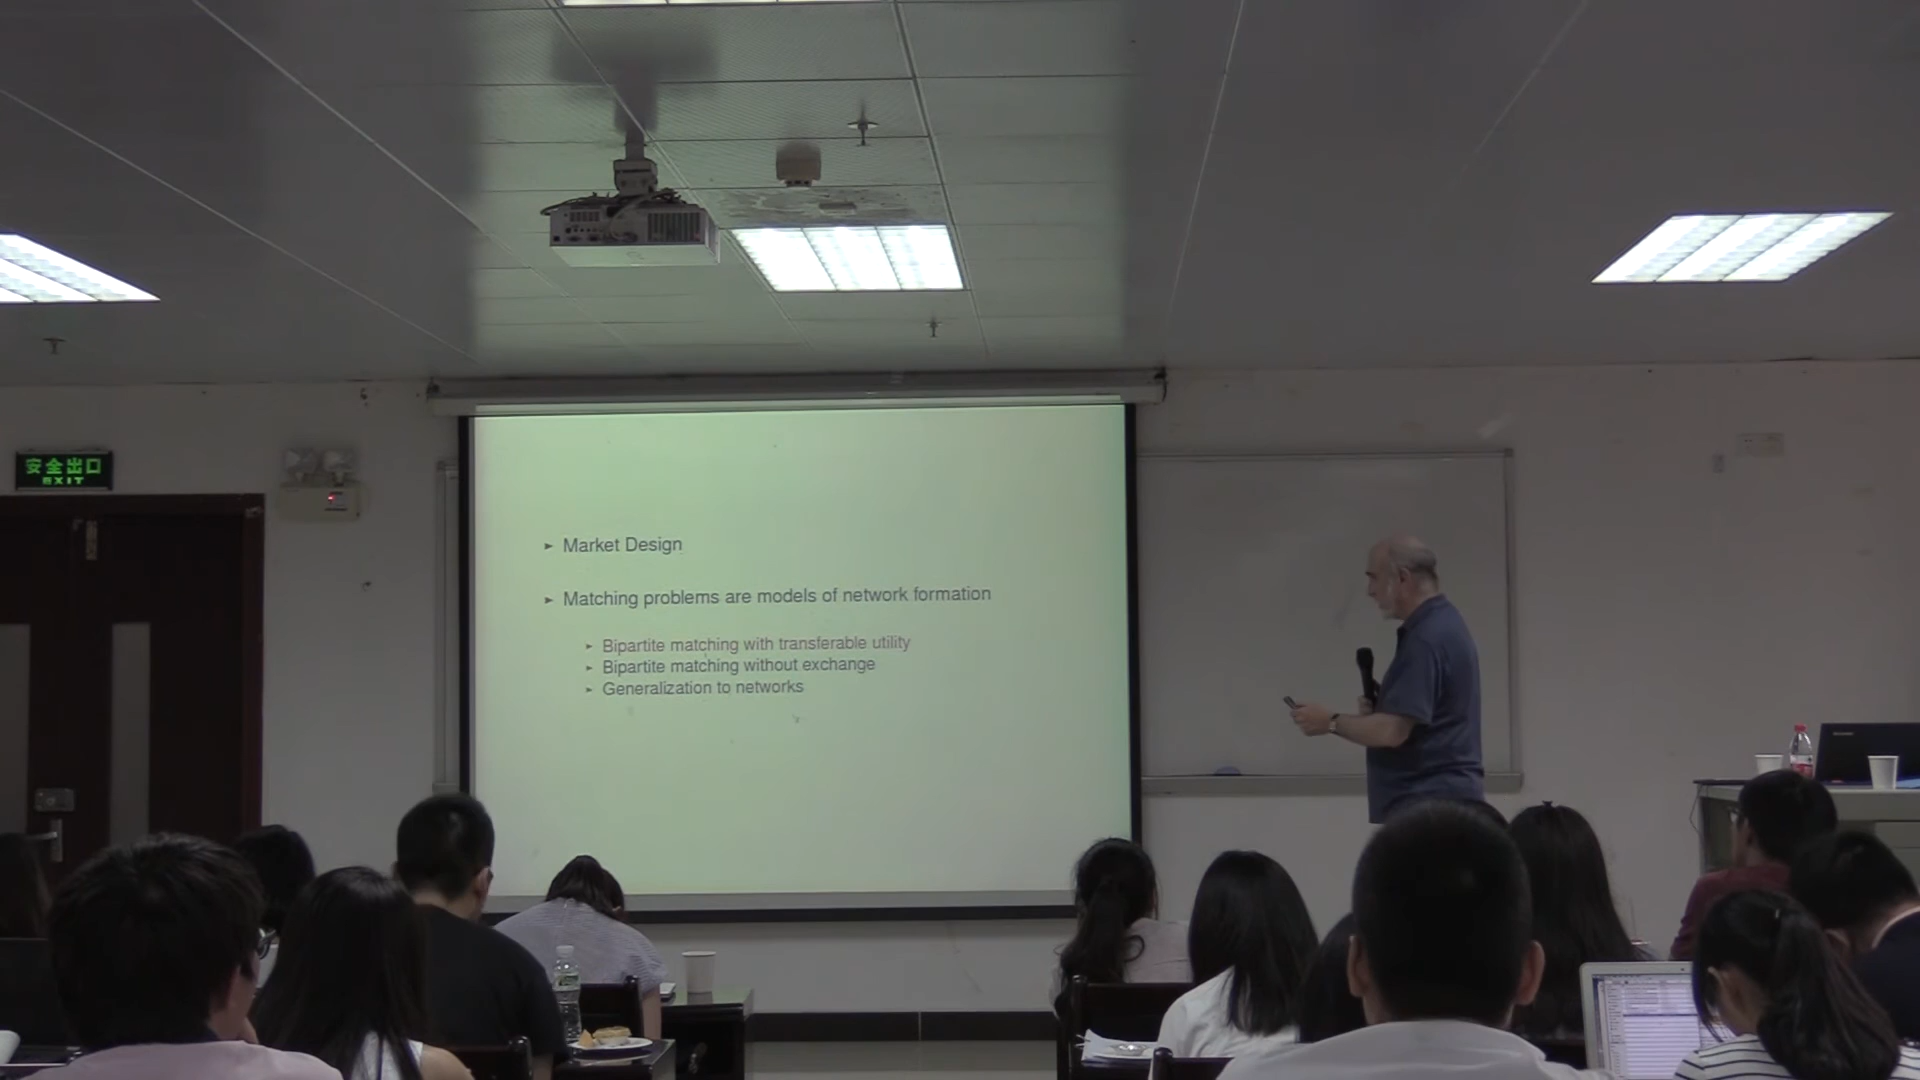 安全出口
EXIT
► Market Design
► Matching problems are models of network formation
► Bipartite matching with transferable utility
► Bipartite matching without exchange
► Generalization to networks